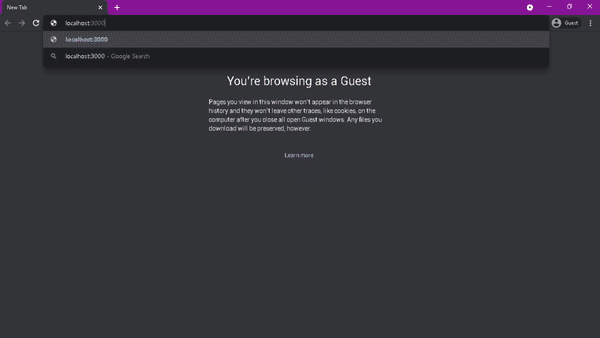 New Tab
localhost:3000
Guest
localhost:3000
localhost:3000 - Google Search
You're browsing as a Guest
Pages you view in this window won't appear in the browser
history and they won't leave other traces, like cookies, on the
computer after you close all open Guest windows. Any files you
download will be preserved, however.
Learn more